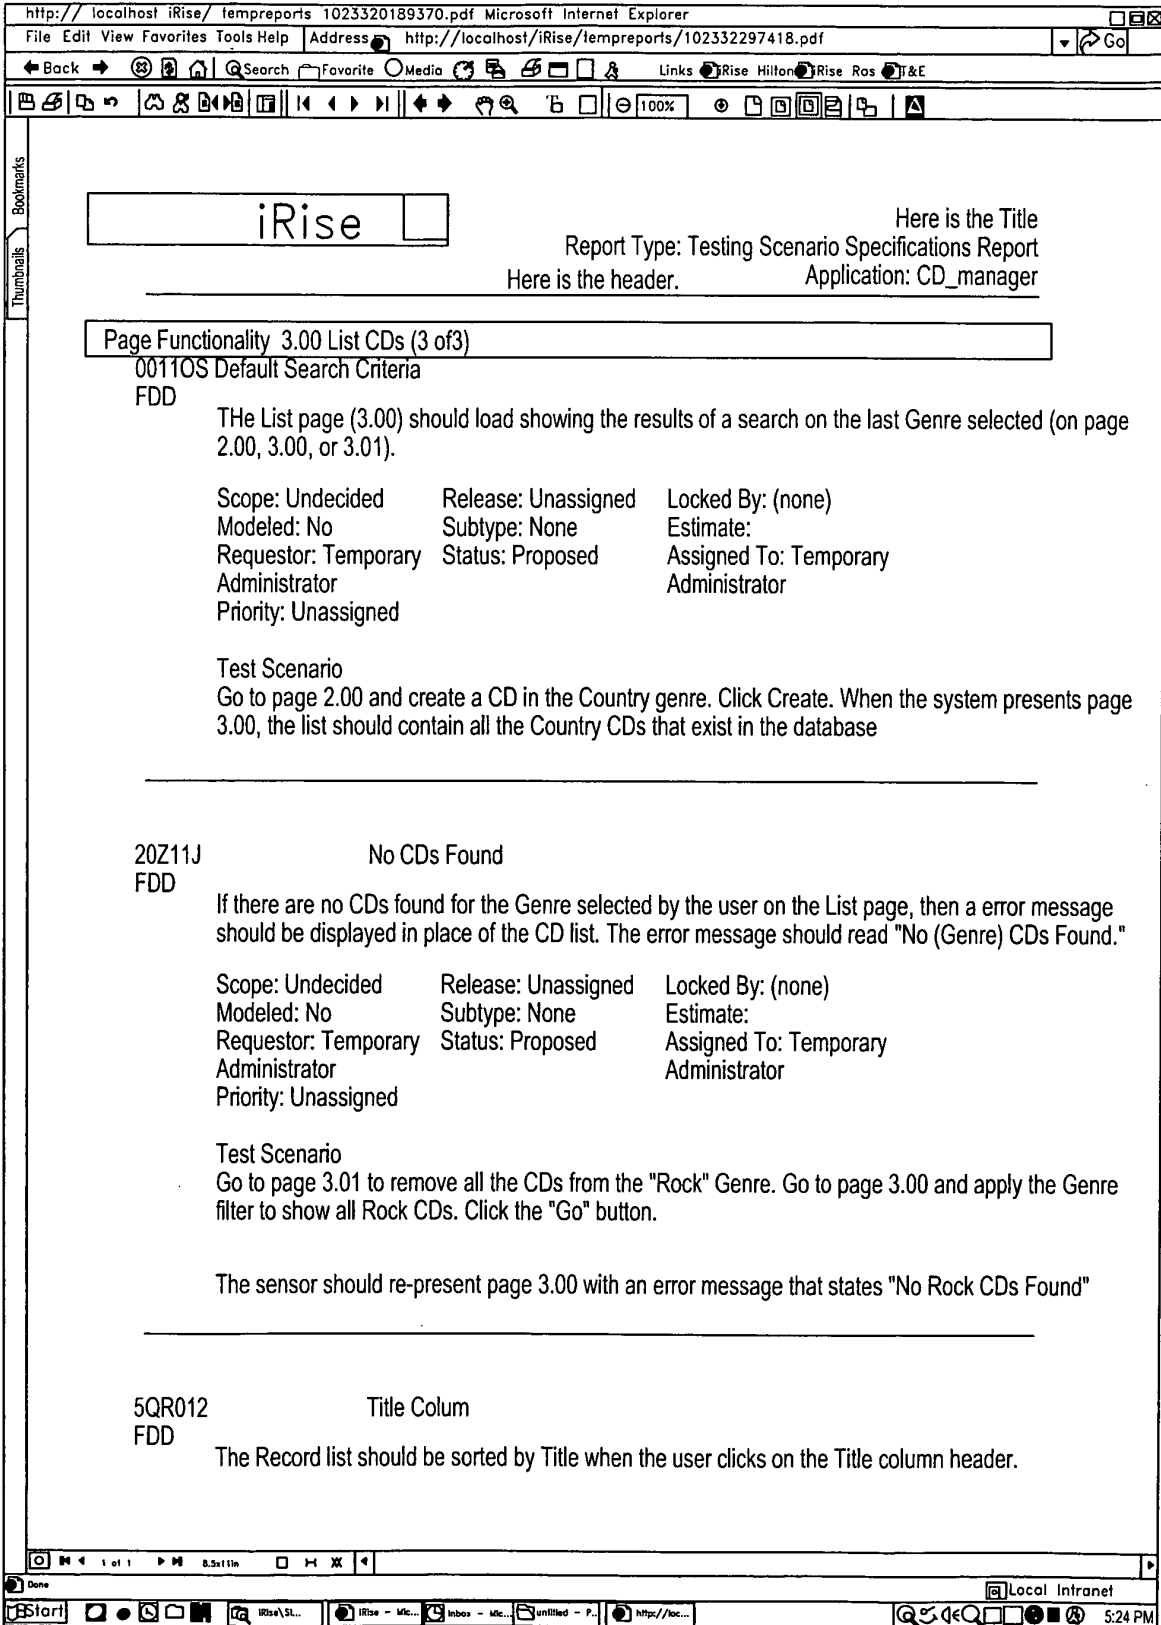 http:// localhost iRise/ tempreports 1023320189370.pdf Microsoft Internet Explorer
File Edit View Favorites Tools Help Address http://localhost/iRise/tempreports/102332297418.pdf Go
Back Search Favorite Media Links iRise Hilton iRise Ros T&E
100%
Bookmarks
Thumbnails
iRise
Here is the Title
Report Type: Testing Scenario Specifications Report
Here is the header. Application: CD_manager
Page Functionality 3.00 List CDs (3 of3)
0011OS Default Search Criteria
FDD
THe List page (3.00) should load showing the results of a search on the last Genre selected (on page
2.00, 3.00, or 3.01).
Scope: Undecided Release: Unassigned Locked By: (none)
Modeled: No Subtype: None Estimate:
Requestor: Temporary Status: Proposed Assigned To: Temporary
Administrator Administrator
Priority: Unassigned
Test Scenario
Go to page 2.00 and create a CD in the Country genre. Click Create. When the system presents page
3.00, the list should contain all the Country CDs that exist in the database
20Z11J No CDs Found
FDD
If there are no CDs found for the Genre selected by the user on the List page, then a error message
should be displayed in place of the CD list. The error message should read "No (Genre) CDs Found."
Scope: Undecided Release: Unassigned Locked By: (none)
Modeled: No Subtype: None Estimate:
Requestor: Temporary Status: Proposed Assigned To: Temporary
Administrator Administrator
Priority: Unassigned
Test Scenario
Go to page 3.01 to remove all the CDs from the "Rock" Genre. Go to page 3.00 and apply the Genre
filter to show all Rock CDs. Click the "Go" button.
The sensor should re-present page 3.00 with an error message that states "No Rock CDs Found"
5QR012 Title Colum
FDD
The Record list should be sorted by Title when the user clicks on the Title column header.
1 of 1 8.5x11in
Done Local Intranet
Start iRise\SL... iRise - Mic... Inbox - Mic... untitled - P.. http://loc... 5:24 PM